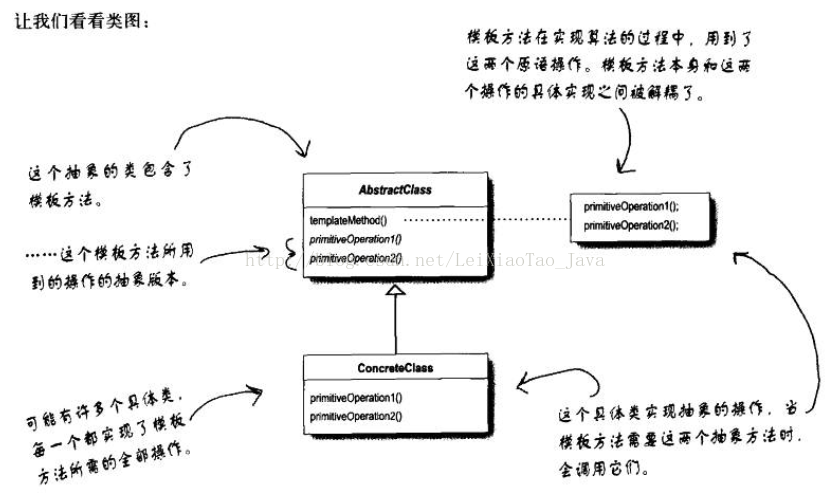 让我们看看类图：
模板方法在实现算法的过程中，用到了
这两个原语操作。模板方法本身和这两
个操作的具体实现之间被解耦了。
这个抽象的类包含了
模板方法。
AbstractClass
templateMethod()
primitiveOperation1()
primitiveOperation2()
primitiveOperation1();
primitiveOperation2();
……这个模板方法所用
到的操作的抽象版本。
.net/LeiXiaoTao_Java
ConcreteClass
primitiveOperation1()
primitiveOperation2()
可能有许多个具体类，
每一个都实现了模板
方法所需的全部操作。
这个具体类实现抽象的操作，当
模板方法需要这两个抽象方法时，
会调用它们。